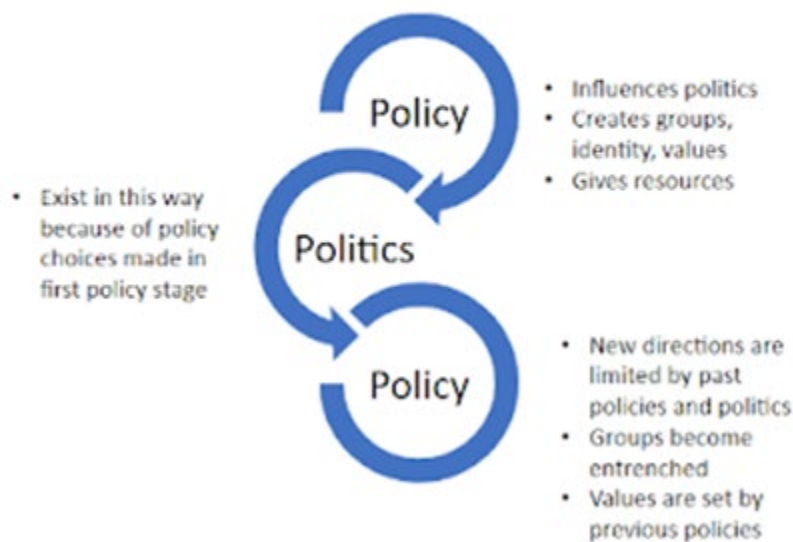 Policy
• Influences politics
• Creates groups,
identity, values
• Gives resources
• Exist in this way
because of policy
choices made in
first policy stage
Politics
Policy
• New directions are
limited by past
policies and politics
• Groups become
entrenched
• Values are set by
previous policies